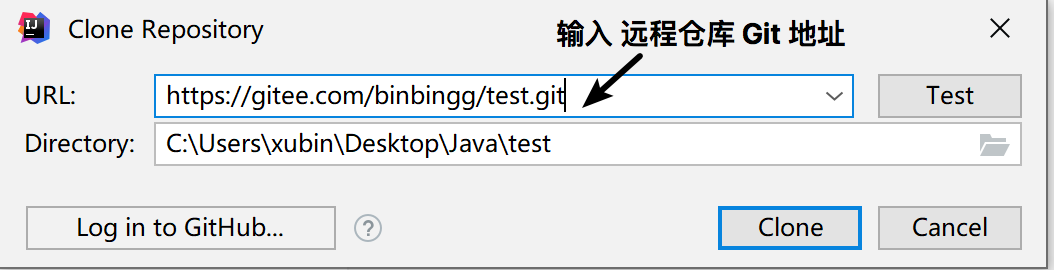 IJ
Clone Repository
输入 远程仓库 Git 地址
URL:
https://gitee.com/binbingg/test.git
Test
Directory:
C:\Users\xubin\Desktop\Java\test
Log in to GitHub...
?
Clone
Cancel